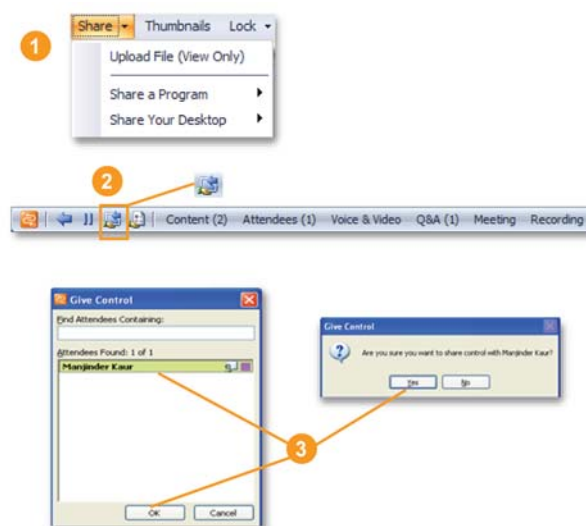 Share Thumbnails Lock
1
Upload File (View Only)
Share a Program
Share Your Desktop
2
Content (2) Attendees (1) Voice & Video Q&A (1) Meeting Recording
Give Control
Find Attendees Containing:
Attendees Found: 1 of 1
Manjinder Kaur
OK Cancel
Give Control
Are you sure you want to share control with Manjinder Kaur?
Yes No
3